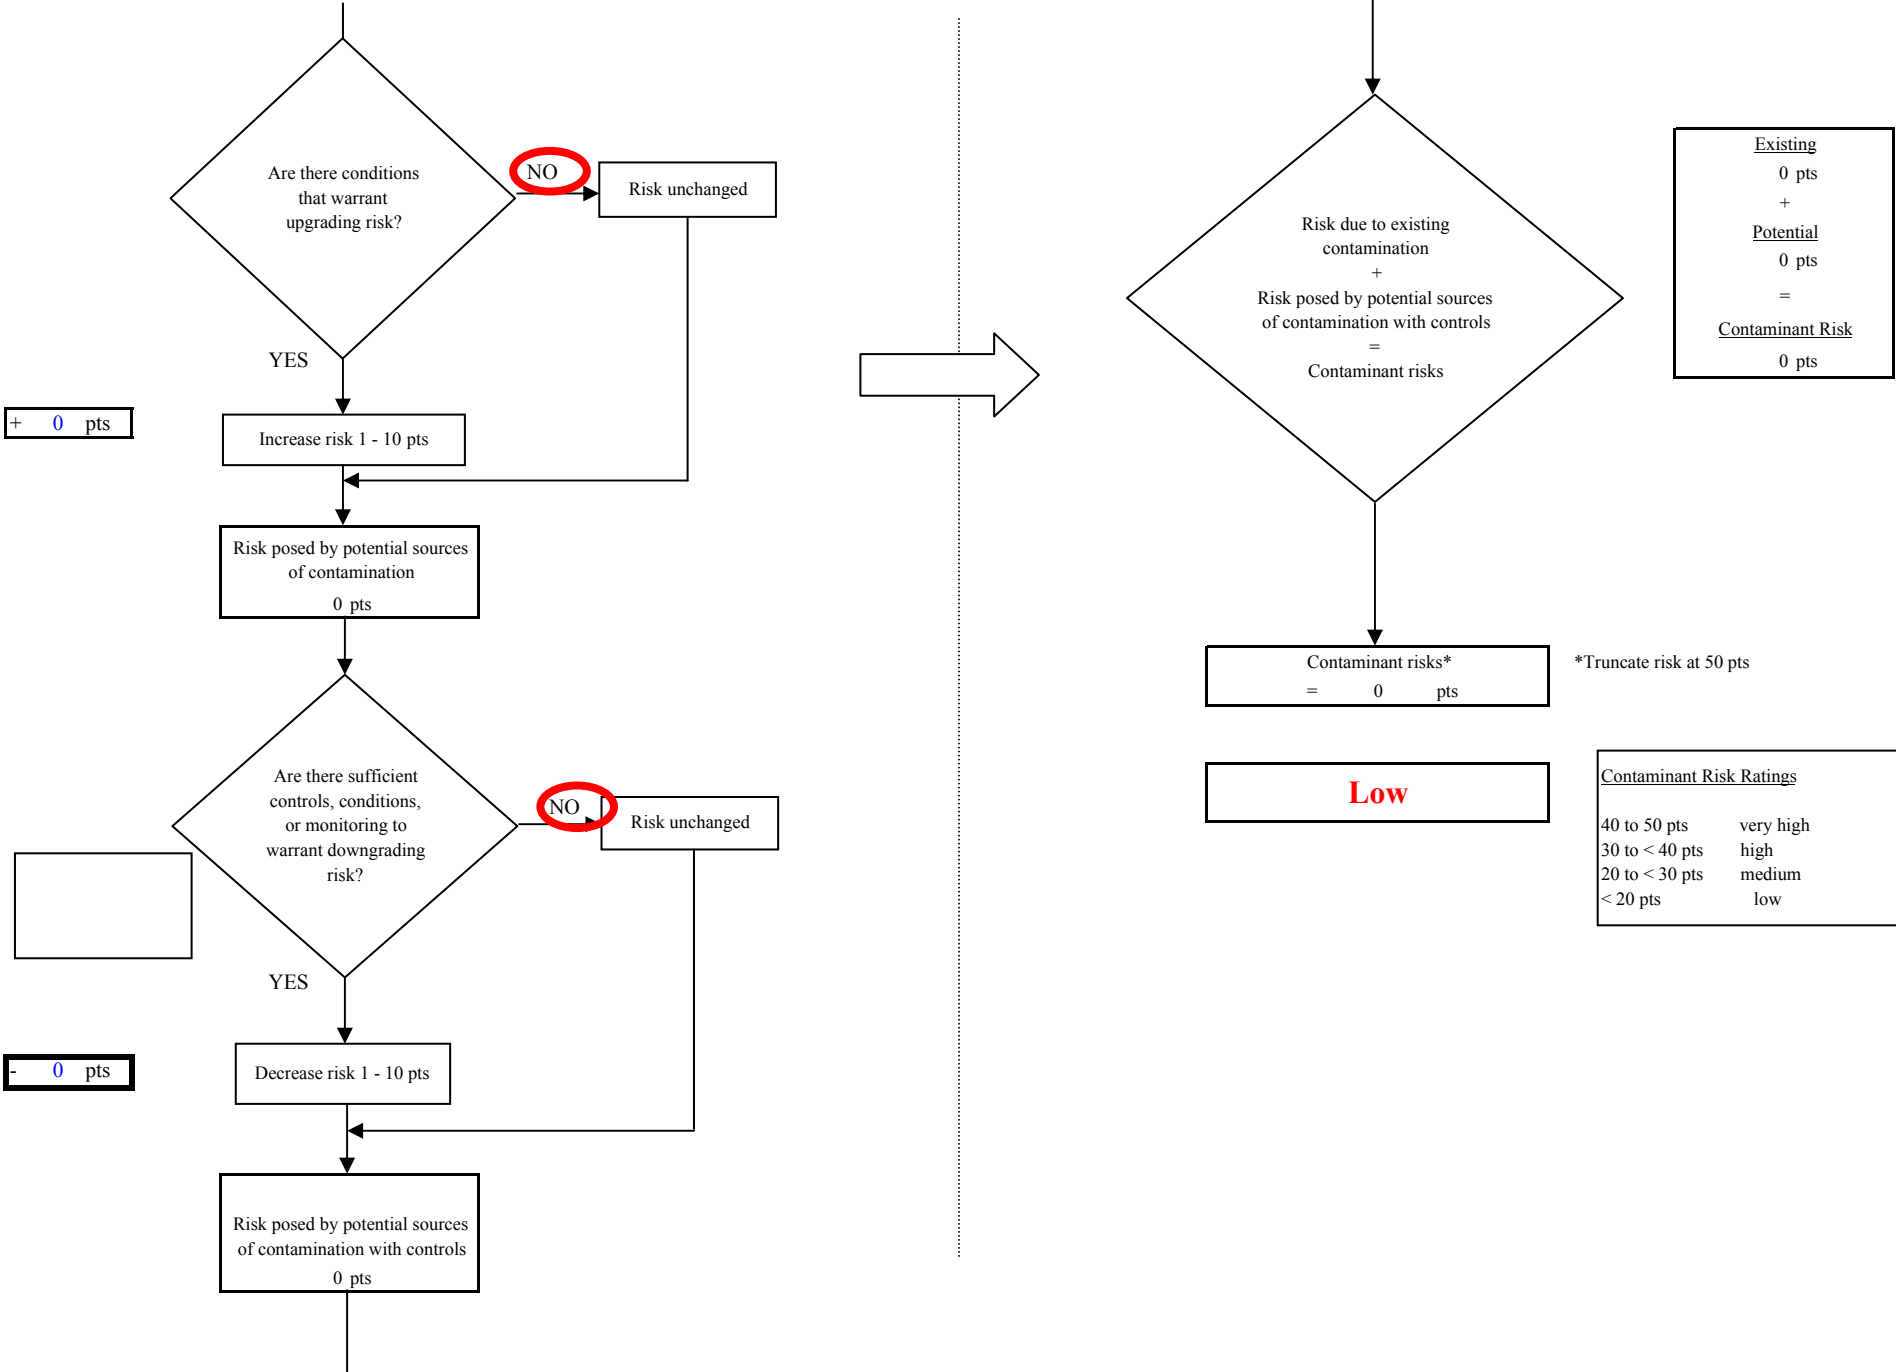 Are there conditions
that warrant
upgrading risk?
NO
Risk unchanged
YES
+ 0 pts
Increase risk 1 - 10 pts
Risk posed by potential sources
of contamination
0 pts
Are there sufficient
controls, conditions,
or monitoring to
warrant downgrading
risk?
NO
Risk unchanged
YES
- 0 pts
Decrease risk 1 - 10 pts
Risk posed by potential sources
of contamination with controls
0 pts
Risk due to existing
contamination
+
Risk posed by potential sources
of contamination with controls
=
Contaminant risks
Existing
0 pts
+
Potential
0 pts
=
Contaminant Risk
0 pts
Contaminant risks*
= 0 pts
*Truncate risk at 50 pts
Low
Contaminant Risk Ratings
40 to 50 pts very high
30 to < 40 pts high
20 to < 30 pts medium
< 20 pts low